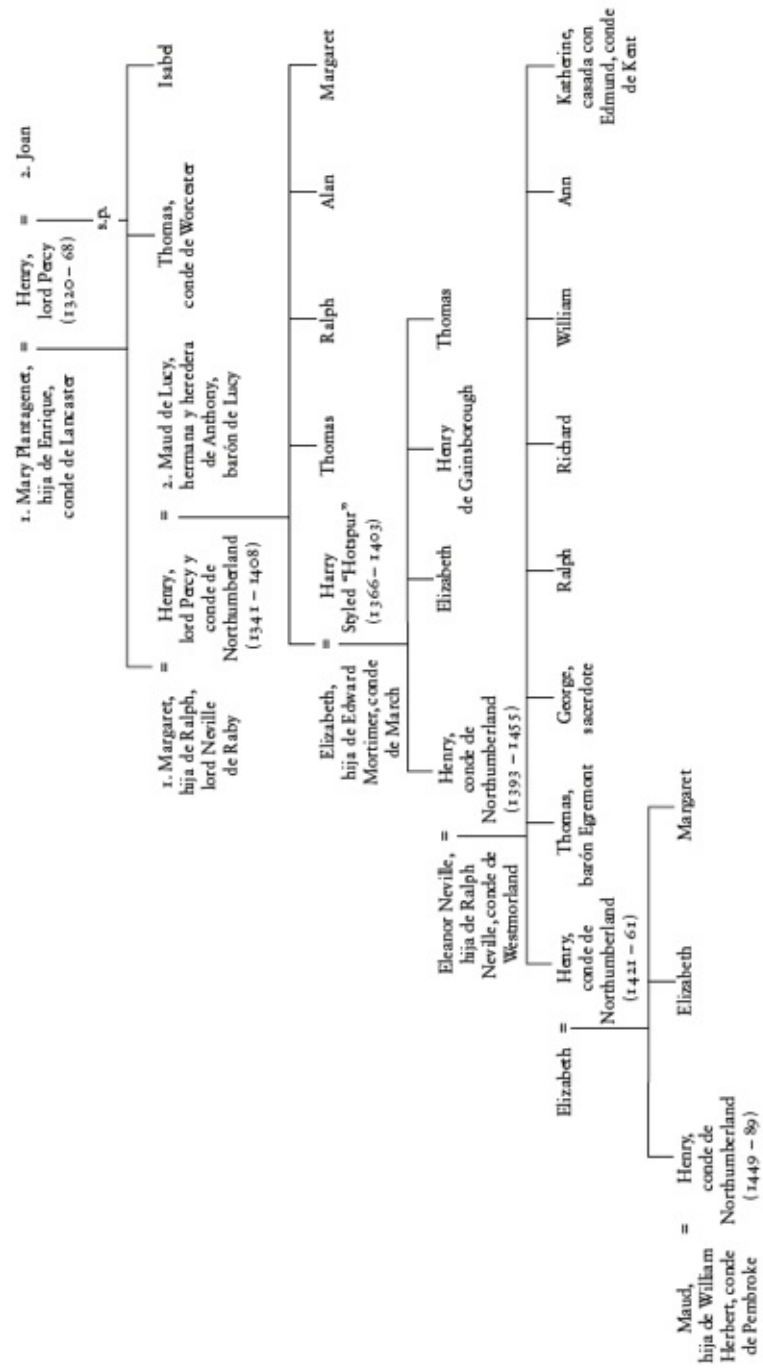 1. Mary Plantagenet,
hija de Enrique,
conde de Lancaster
=
Henry,
lord Percy
(1320 – 68)
=
2. Joan
s.p.
1. Margaret,
hija de Ralph,
lord Neville
de Raby
=
Henry,
lord Percy y
conde de
Northumberland
(1341 – 1408)
=
2. Maud de Lucy,
hermana y heredera
de Anthony,
barón de Lucy
Thomas,
conde de Worcester
Isabel
Elizabeth,
hija de Edward
Mortimer, conde
de March
=
Harry
Styled "Hotspur"
(1366 – 1403)
Thomas
Ralph
Alan
Margaret
Eleanor Neville,
hija de Ralph
Neville, conde de
Westmorland
=
Henry,
conde de
Northumberland
(1393 – 1455)
Elizabeth
Henry
de Gainsborough
Thomas
Elizabeth
=
Henry,
conde de
Northumberland
(1421 – 61)
Thomas,
barón Egremont
George,
sacerdote
Ralph
Richard
William
Ann
Katherine,
casada con
Edmund, conde
de Kent
Maud,
hija de William
Herbert, conde
de Pembroke
=
Henry,
conde de
Northumberland
(1449 – 89)
Elizabeth
Margaret